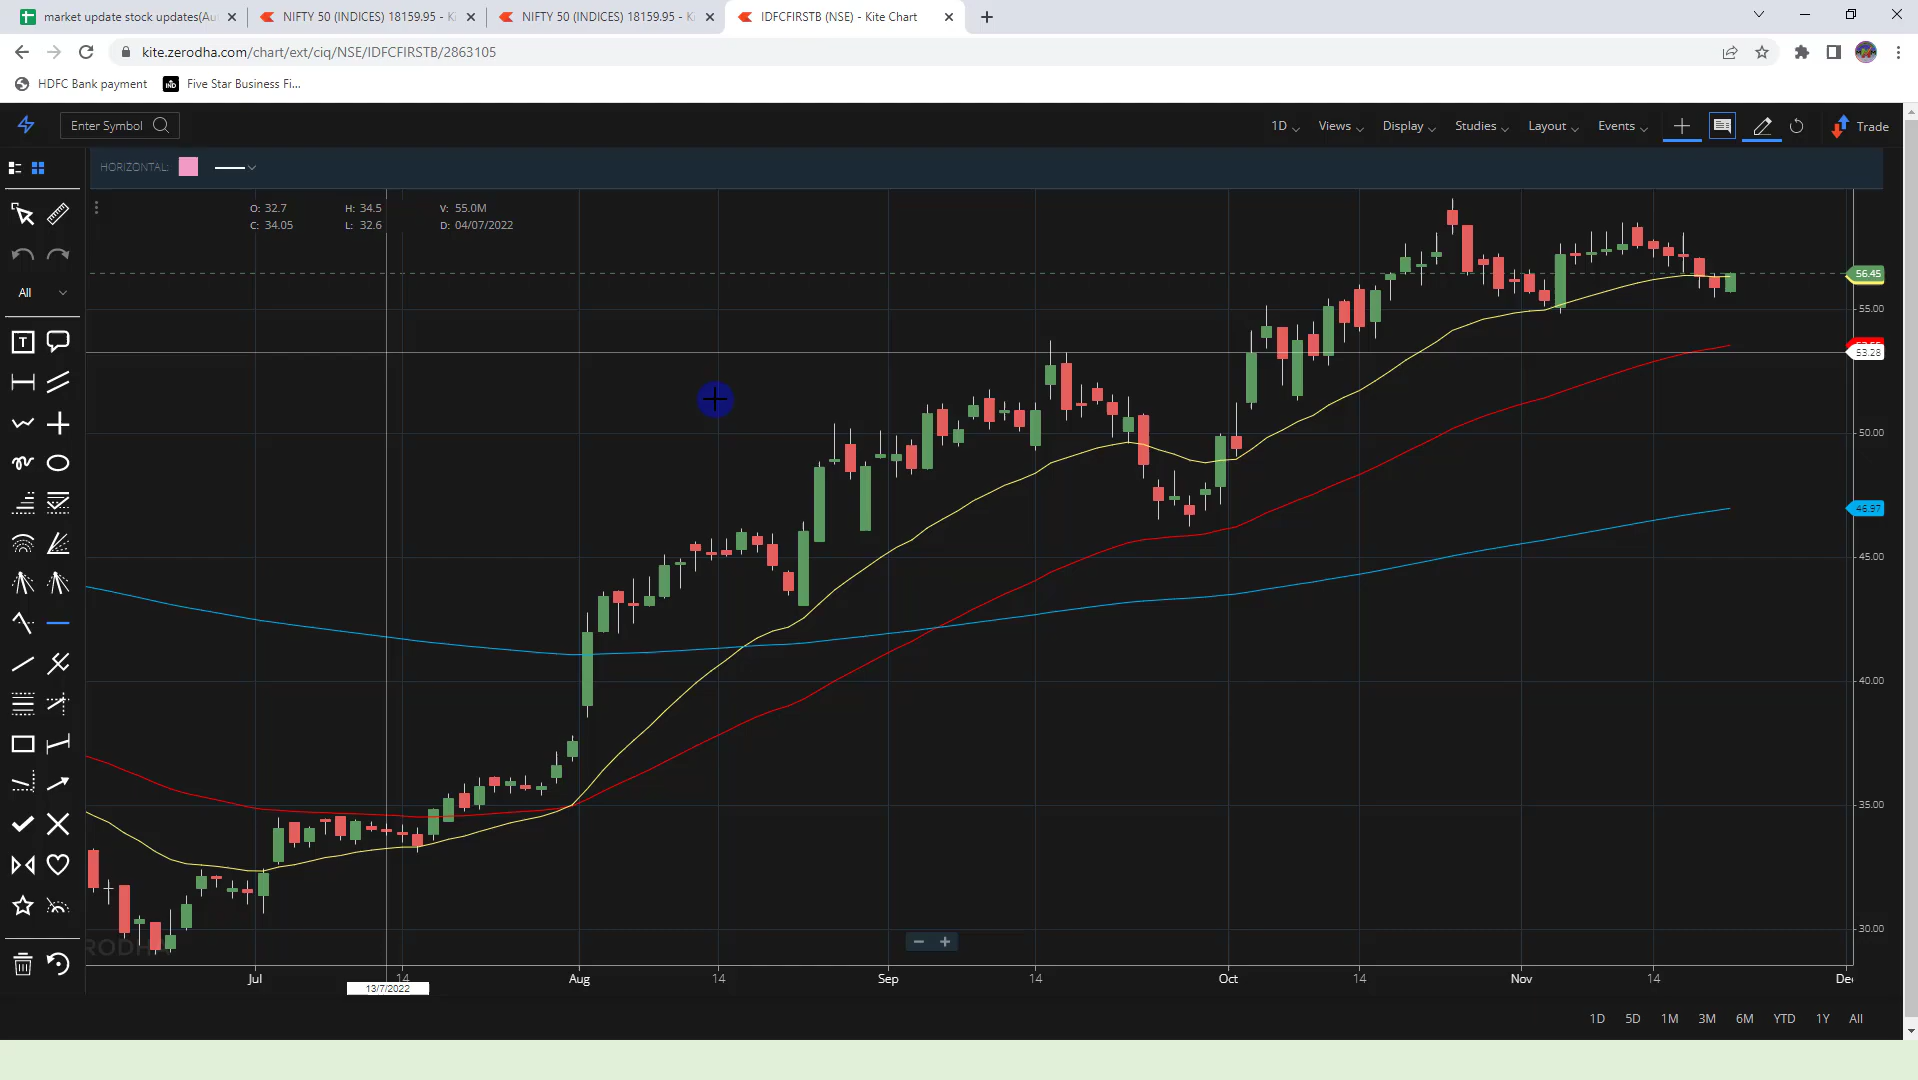 market update stock updates(Au
NIFTY 50 (INDICES) 18159.95 - Ki
NIFTY 50 (INDICES) 18159.95 - Ki
IDFCFIRSTB (NSE) - Kite Chart
kite.zerodha.com/chart/ext/ciq/NSE/IDFCFIRSTB/2863105
HDFC Bank payment
IND
Five Star Business Fi...
Enter Symbol
1D
Views
Display
Studies
Layout
Events
Trade
HORIZONTAL:
O: 32.7 H: 34.5 V: 55.0M
C: 34.05 L: 32.6 D: 04/07/2022
All
T
56.45
55.00
53.28
50.00
46.97
45.00
40.00
35.00
30.00
Jul 14 Aug 14 Sep 14 Oct 14 Nov 14 Dec
13/7/2022
1D 5D 1M 3M 6M YTD 1Y All